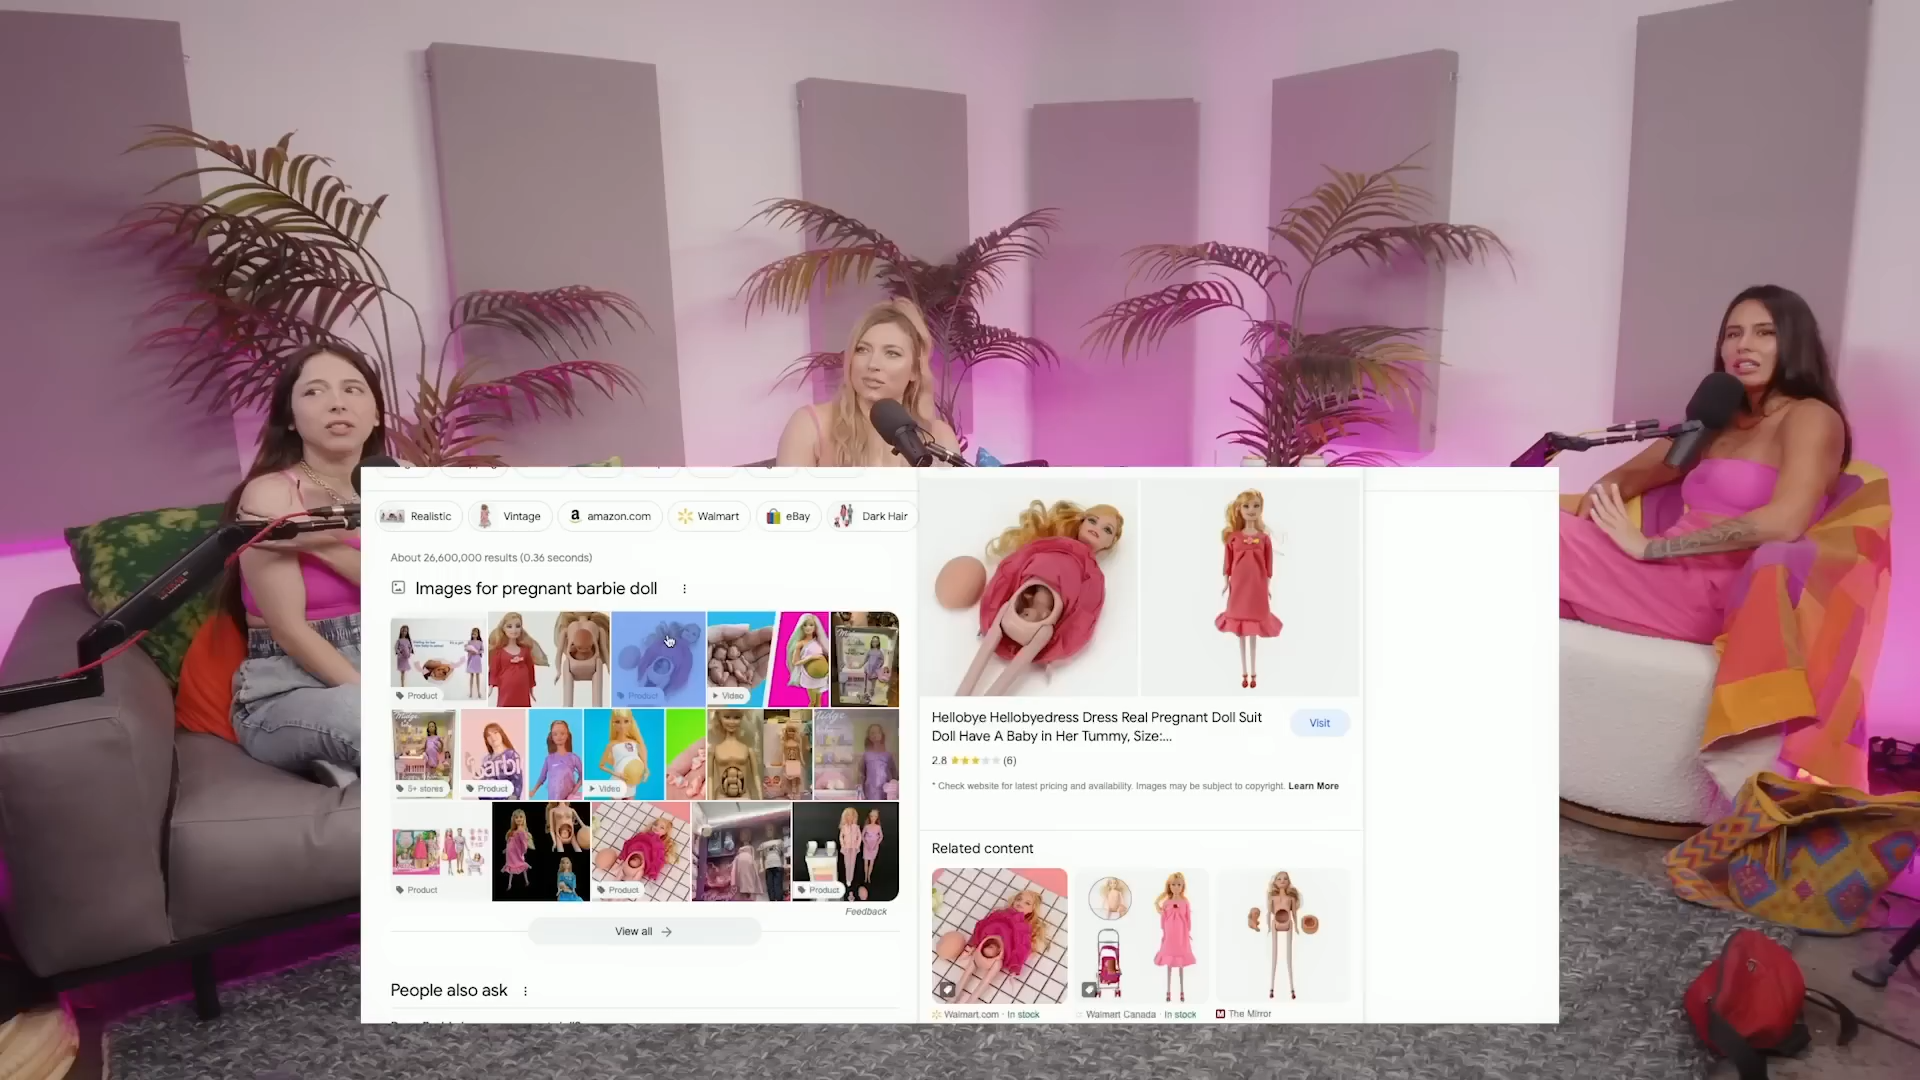 Realistic
Vintage
amazon.com
Walmart
eBay
Dark Hair
About 26,600,000 results (0.36 seconds)
Images for pregnant barbie doll
Product
Product
Video
5+ stores
Product
Video
Product
Product
Product
Feedback
View all
People also ask
Hellobye Hellobyedress Dress Real Pregnant Doll Suit
Doll Have A Baby in Her Tummy, Size:...
Visit
2.8
(6)
* Check website for latest pricing and availability. Images may be subject to copyright. Learn More
Related content
Walmart.com · In stock
Walmart Canada · In stock
The Mirror